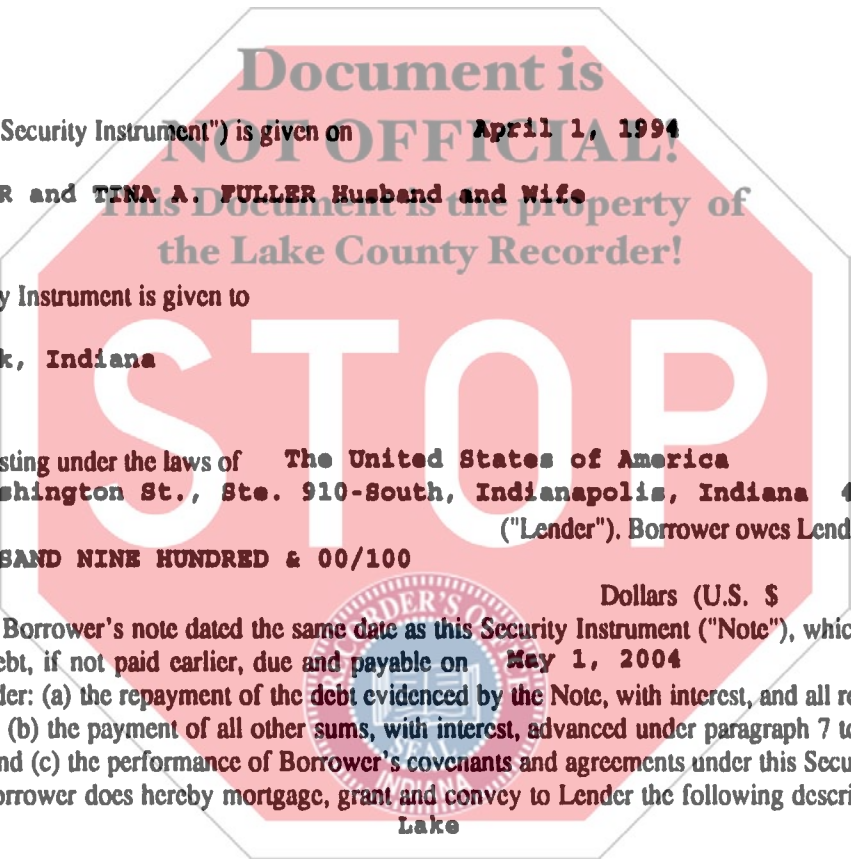 Document is
Security Instrument") is given on April 1, 1994
NOT OFFICIAL!
R and TINA A. FULLER Husband and Wife
This Document is the property of
the Lake County Recorder!
y Instrument is given to
k, Indiana
STOP
sting under the laws of The United States of America
shington St., Ste. 910-South, Indianapolis, Indiana 4
("Lender"). Borrower owes Lend
SAND NINE HUNDRED & 00/100
Dollars (U.S. $
Borrower's note dated the same date as this Security Instrument ("Note"), whic
ebt, if not paid earlier, due and payable on May 1, 2004
der: (a) the repayment of the debt evidenced by the Note, with interest, and all re
(b) the payment of all other sums, with interest, advanced under paragraph 7 to
nd (c) the performance of Borrower's covenants and agreements under this Secu
orrower does hereby mortgage, grant and convey to Lender the following descri
Lake
RECORDER'S OFFICE
SEAL
INDIANA